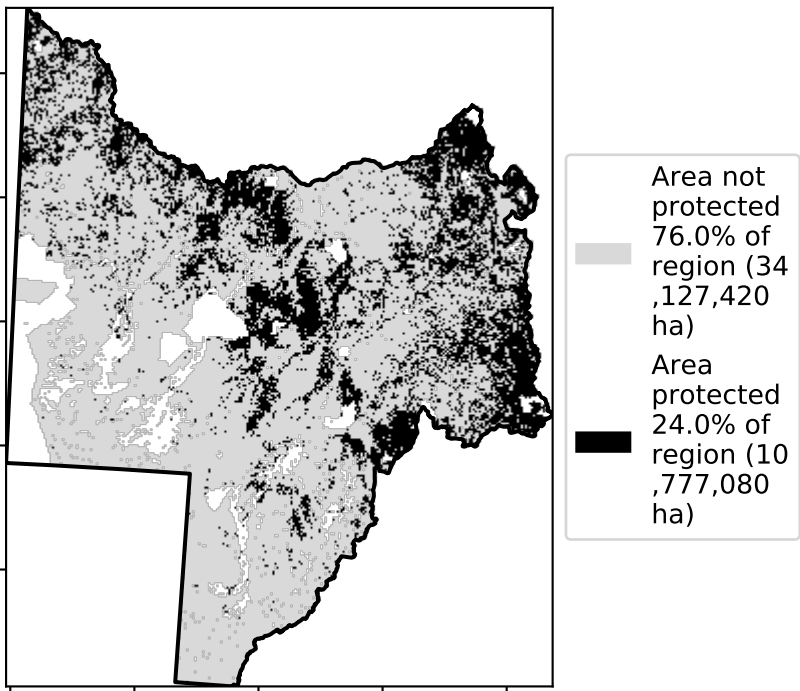 Area not
protected
76.0% of
region (34
,127,420
ha)
Area
protected
24.0% of
region (10
,777,080
ha)